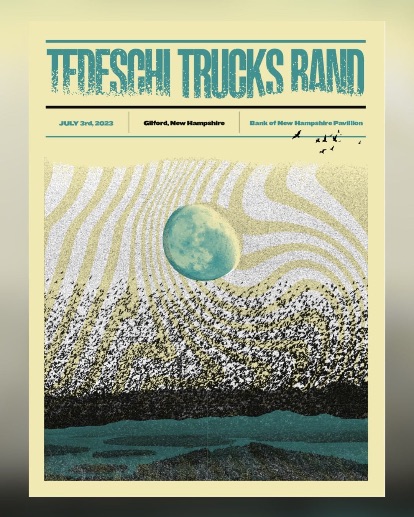 TEDESCHI TRUCKS BAND
JULY 3rd, 2023
Gilford, New Hampshire
Bank of New Hampshire Pavilion